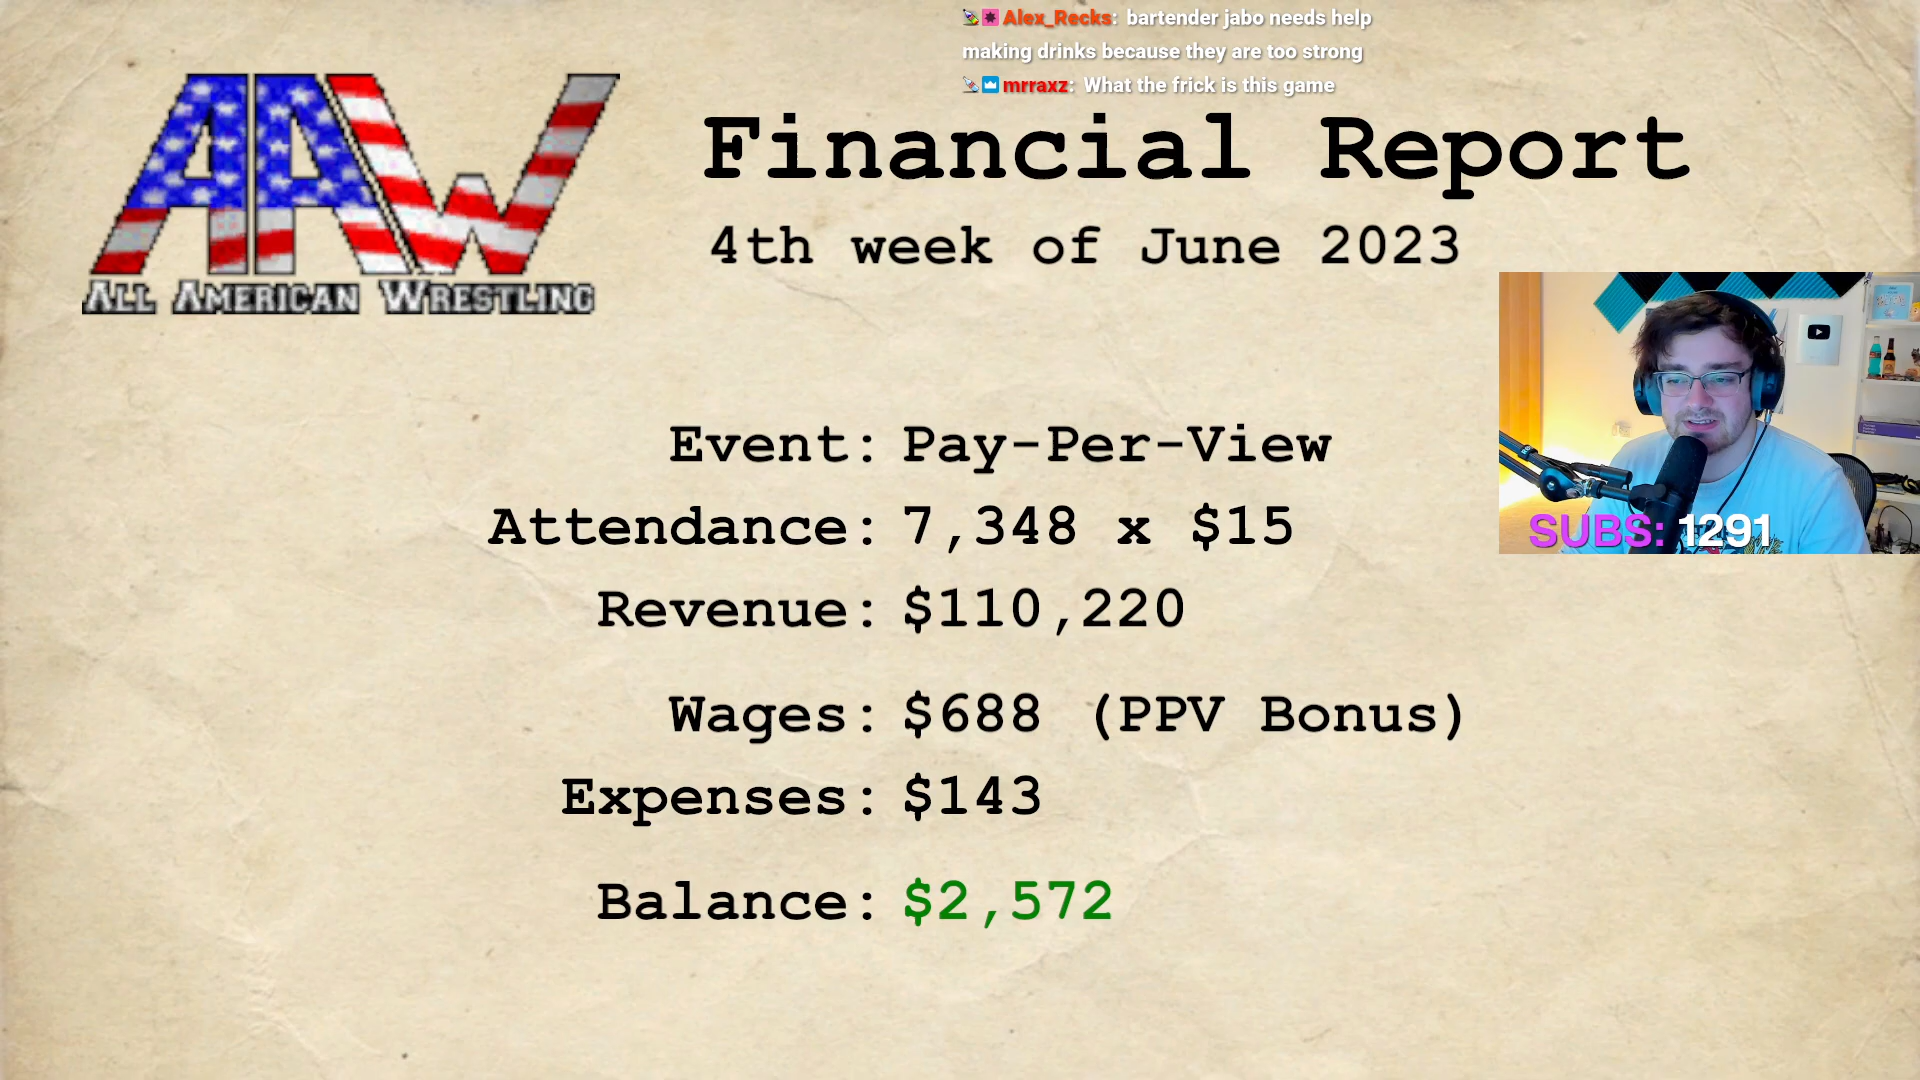 Alex_Recks: bartender jabo needs help
making drinks because they are too strong
mrraxz: What the frick is this game
AAW
ALL AMERICAN WRESTLING
Financial Report
4th week of June 2023
Event: Pay-Per-View
Attendance: 7,348 x $15
Revenue: $110,220
Wages: $688 (PPV Bonus)
Expenses: $143
Balance: $2,572
SUBS: 1291